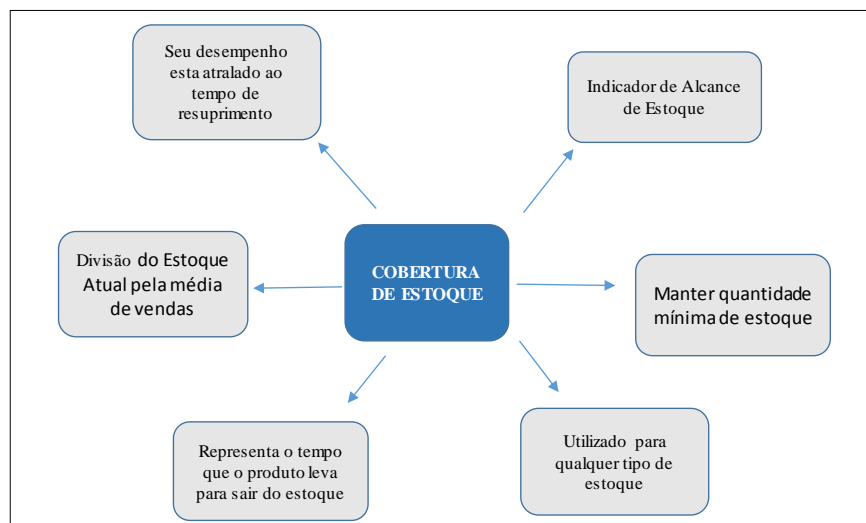 Seu desempenho
esta atralado ao
tempo de
resuprimento
Indicador de Alcance
de Estoque
Divisão do Estoque
Atual pela média
de vendas
COBERTURA
DE ESTOQUE
Manter quantidade
mínima de estoque
Representa o tempo
que o produto leva
para sair do estoque
Utilizado para
qualquer tipo de
estoque